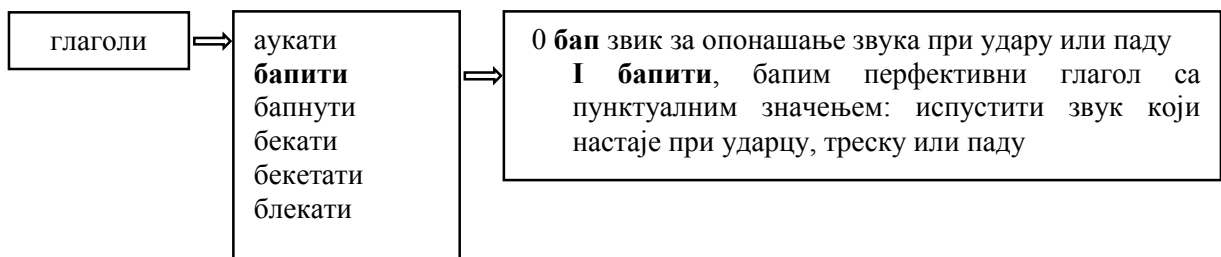 глаголи
аукати
бапити
бапнути
бекати
бекетати
блекати
0 бап звик за опонашање звука при удару или паду
I бапити, бапим перфективни глагол са
пунктуалним значењем: испустити звук који
настаје при ударцу, треску или паду